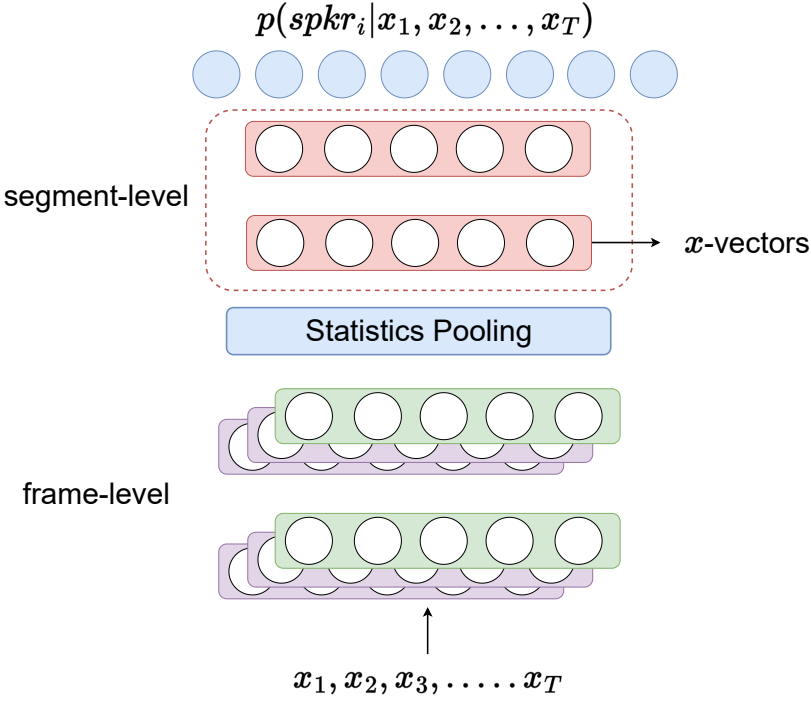 p(spkr_i|x_1, x_2, . . . , x_T)
segment-level
x-vectors
Statistics Pooling
frame-level
x_1, x_2, x_3, . . . . . x_T